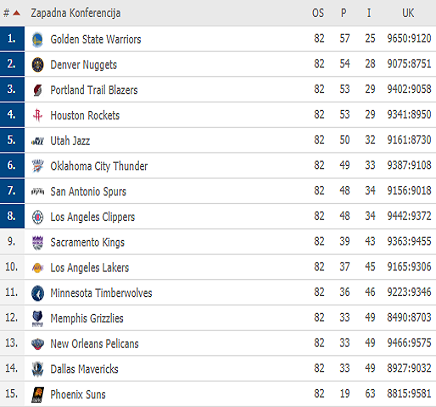 # Zapadna Konferencija OS P I UK
1. Golden State Warriors 82 57 25 9650:9120
2. Denver Nuggets 82 54 28 9075:8751
3. Portland Trail Blazers 82 53 29 9402:9058
4. Houston Rockets 82 53 29 9341:8950
5. Utah Jazz 82 50 32 9161:8730
6. Oklahoma City Thunder 82 49 33 9387:9108
7. San Antonio Spurs 82 48 34 9156:9018
8. Los Angeles Clippers 82 48 34 9442:9372
9. Sacramento Kings 82 39 43 9363:9455
10. Los Angeles Lakers 82 37 45 9165:9306
11. Minnesota Timberwolves 82 36 46 9223:9346
12. Memphis Grizzlies 82 33 49 8490:8703
13. New Orleans Pelicans 82 33 49 9466:9575
14. Dallas Mavericks 82 33 49 8927:9032
15. Phoenix Suns 82 19 63 8815:9581